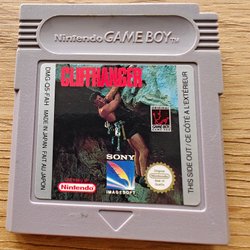 Nintendo GAME BOY TM
CLIFFHANGER
DMG-QS-FAH
MADE IN JAPAN / FAIT AU JAPON
THIS SIDE OUT / CE CÔTÉ A L'EXTÉRIEUR
SONY
IMAGESOFT
Nintendo